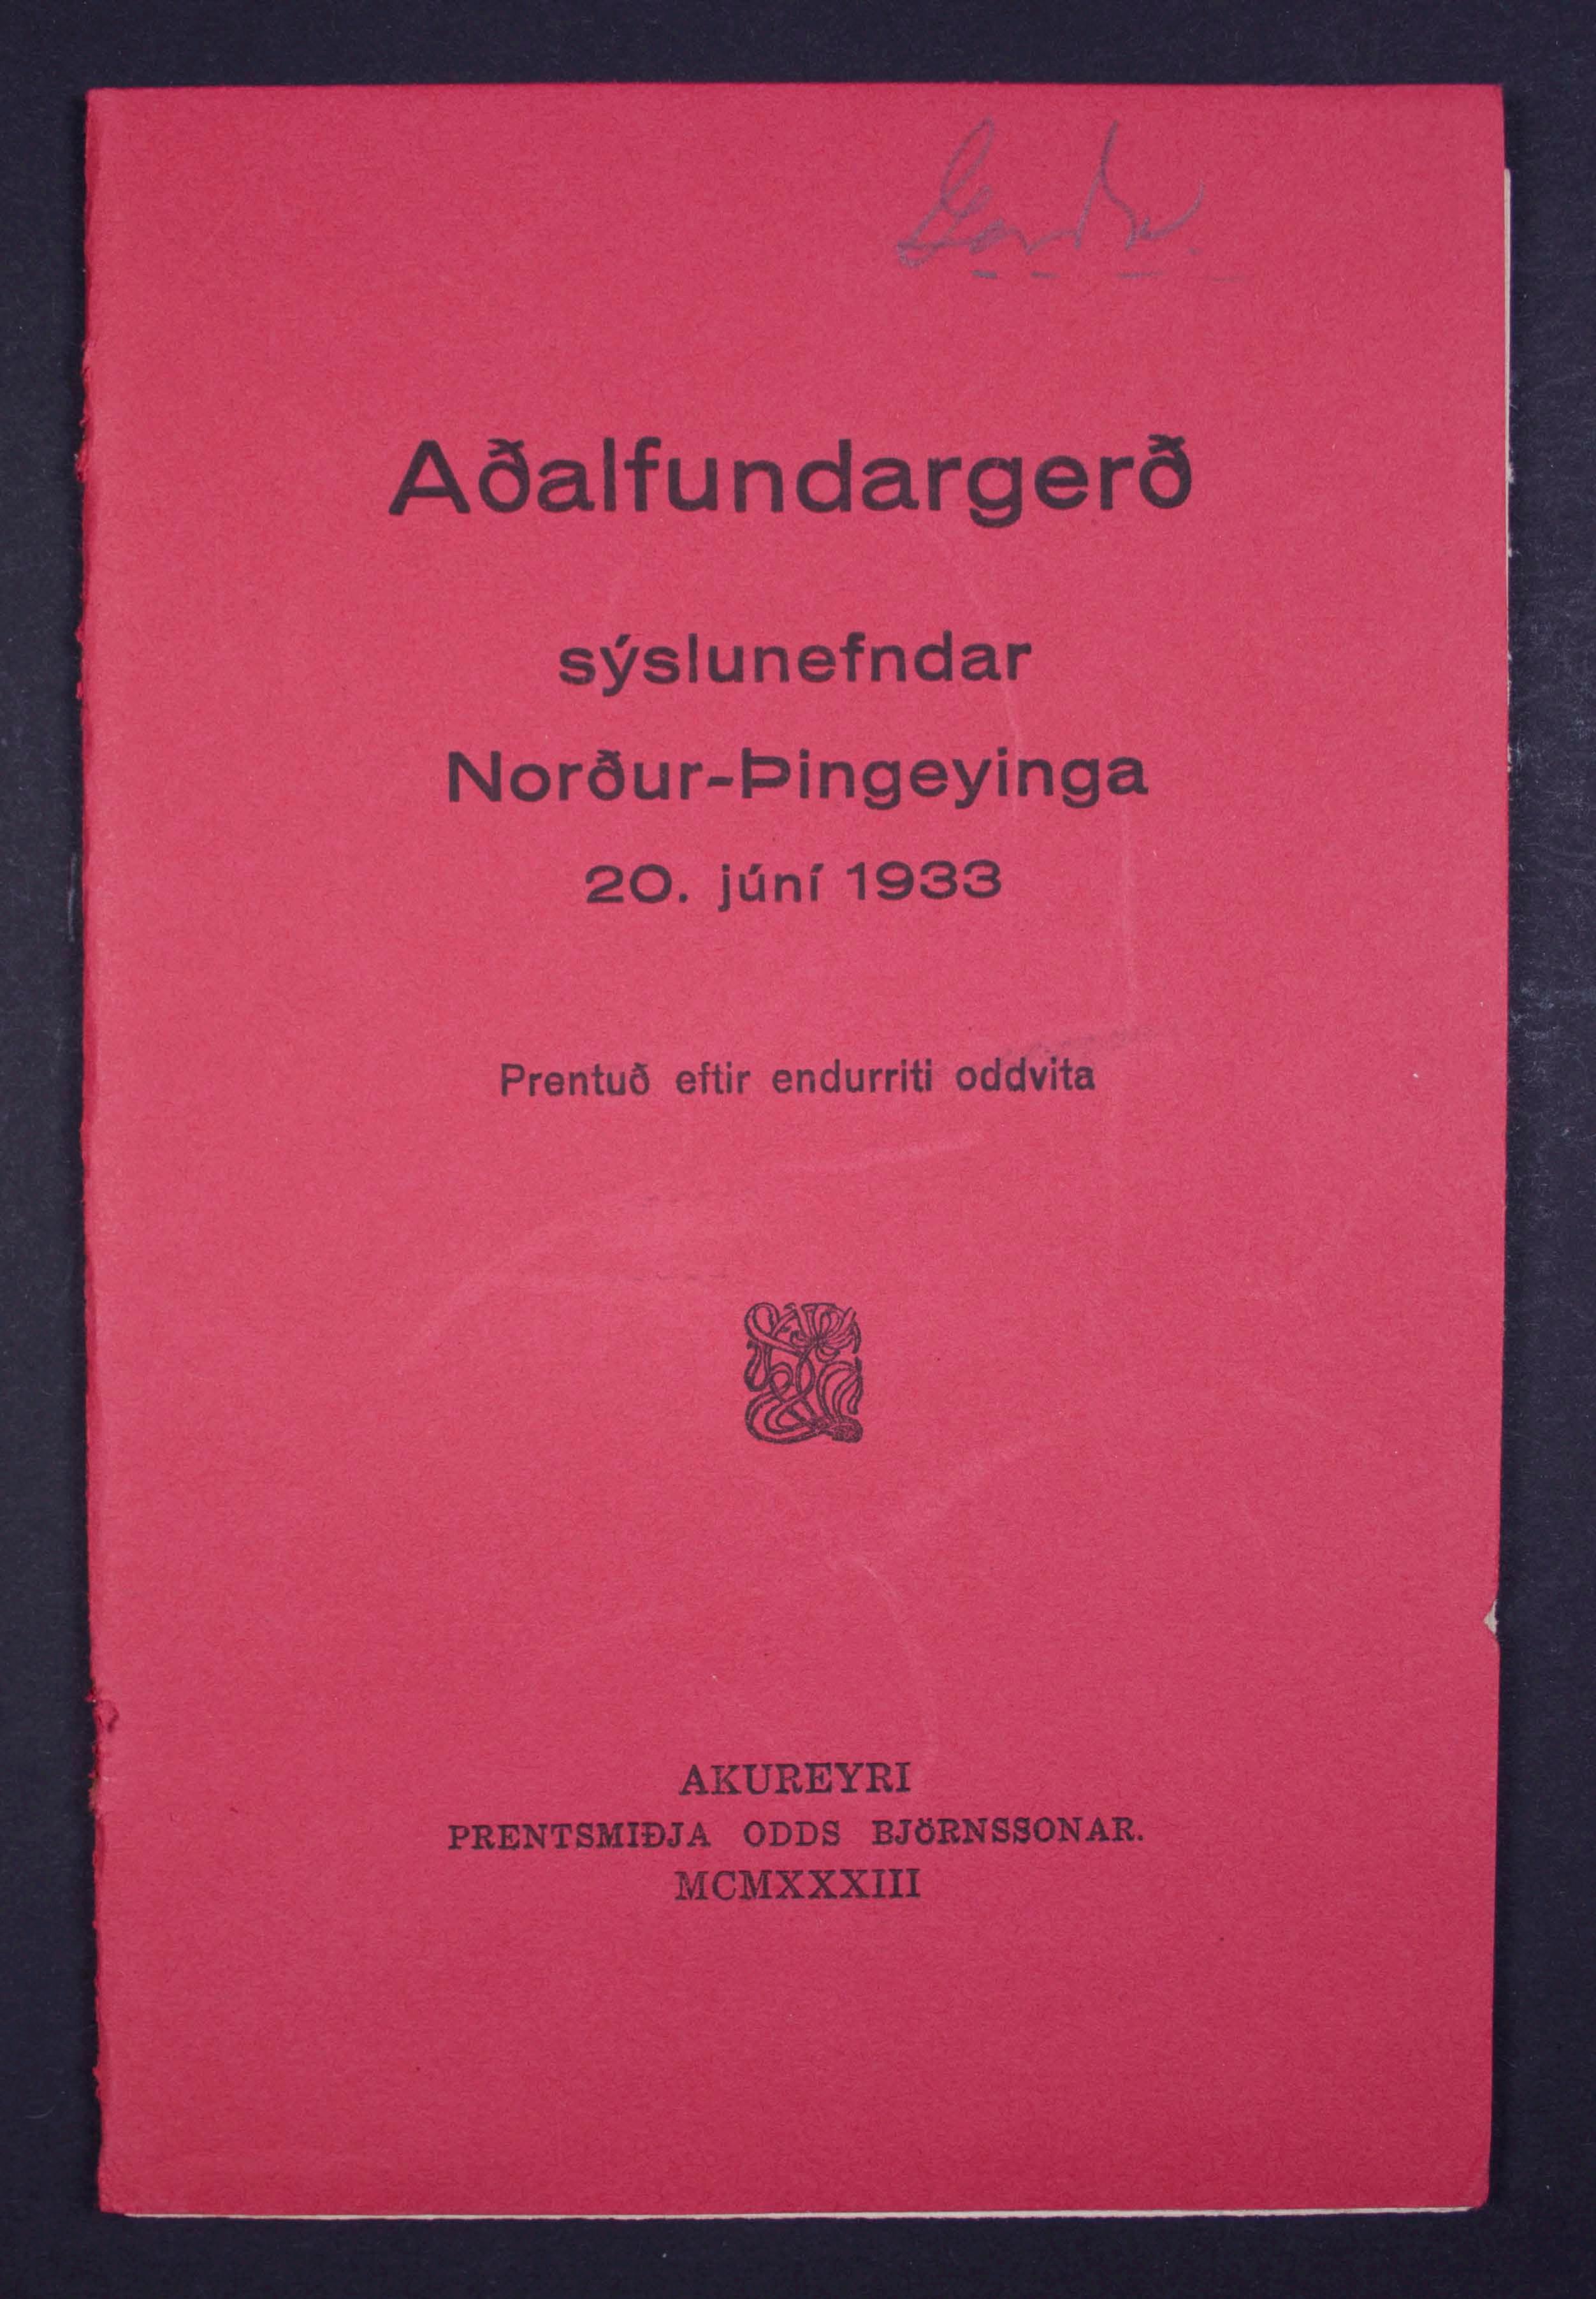 Aðalfundargerð
sýslunefndar
Norður-Þingeyinga
20. júní 1933
Prentuð eftir endurriti oddvita
AKUREYRI
PRENTSMIÐJA ODDS BJÖRNSSONAR.
MCMXXXIII